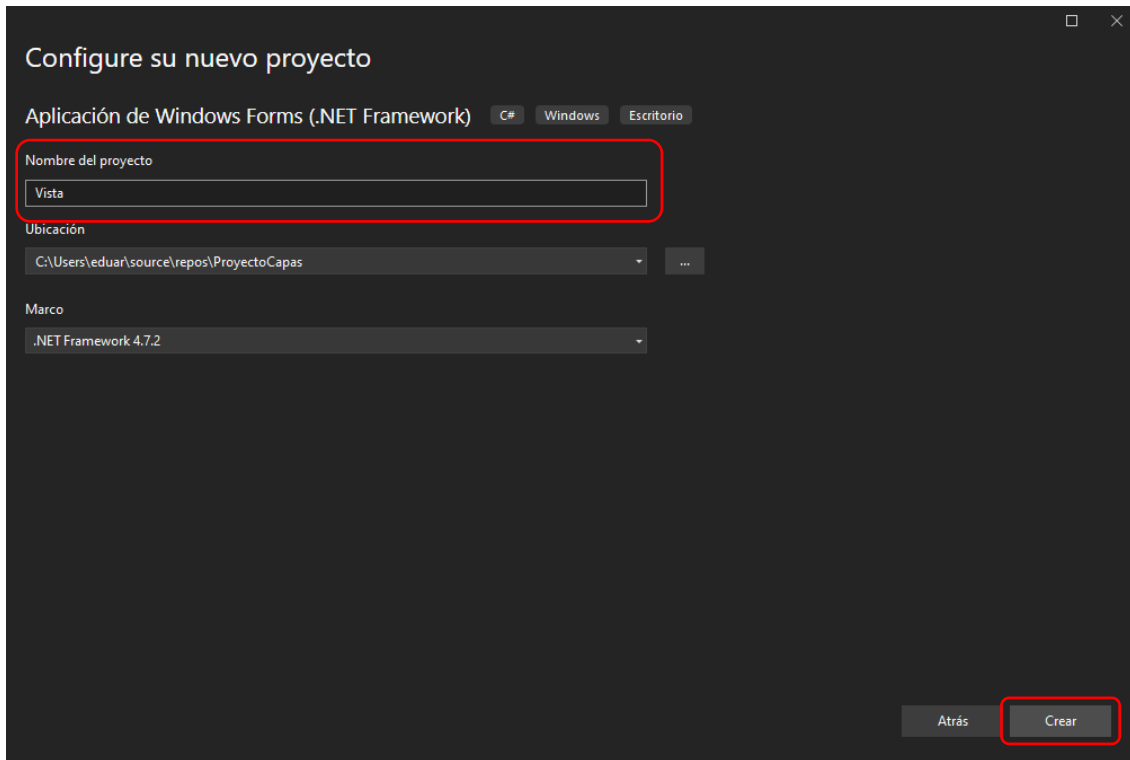 Configure su nuevo proyecto
Aplicación de Windows Forms (.NET Framework) C# Windows Escritorio
Nombre del proyecto
Vista
Ubicación
C:\Users\eduar\source\repos\ProyectoCapas
...
Marco
.NET Framework 4.7.2
Atrás Crear